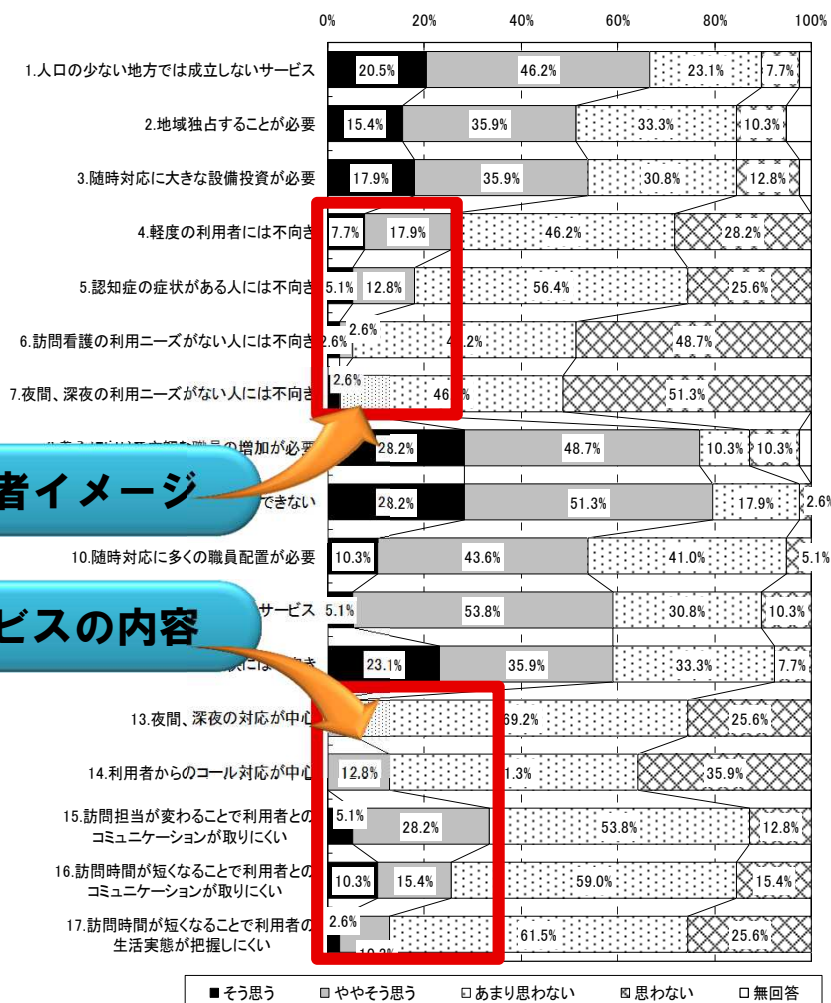 0% 20% 40% 60% 80% 100%
1.人口の少ない地方では成立しないサービス 20.5% 46.2% 23.1% 7.7%
2.地域独占することが必要 15.4% 35.9% 33.3% 10.3%
3.随時対応に大きな設備投資が必要 17.9% 35.9% 30.8% 12.8%
4.軽度の利用者には不向き 7.7% 17.9% 46.2% 28.2%
5.認知症の症状がある人には不向き 5.1% 12.8% 56.4% 25.6%
6.訪問看護の利用ニーズがない人には不向き 2.6% 2.6% 48.7%
7.夜間、深夜の利用ニーズがない人には不向き 2.6% 51.3%
の増加が必要 28.2% 48.7% 10.3% 10.3%
者イメージ
できない 28.2% 51.3% 17.9% 2.6%
10.随時対応に多くの職員配置が必要 10.3% 43.6% 41.0% 5.1%
ビスの内容
サービス 5.1% 53.8% 30.8% 10.3%
23.1% 35.9% 33.3% 7.7%
13.夜間、深夜の対応が中心 69.2% 25.6%
14.利用者からのコール対応が中心 12.8% 1.3% 35.9%
15.訪問担当が変わることで利用者との
コミュニケーションが取りにくい 5.1% 28.2% 53.8% 12.8%
16.訪問時間が短くなることで利用者との
コミュニケーションが取りにくい 10.3% 15.4% 59.0% 15.4%
17.訪問時間が短くなることで利用者の
生活実態が把握しにくい 2.6% 61.5% 25.6%
■そう思う ややそう思う あまり思わない 思わない □無回答